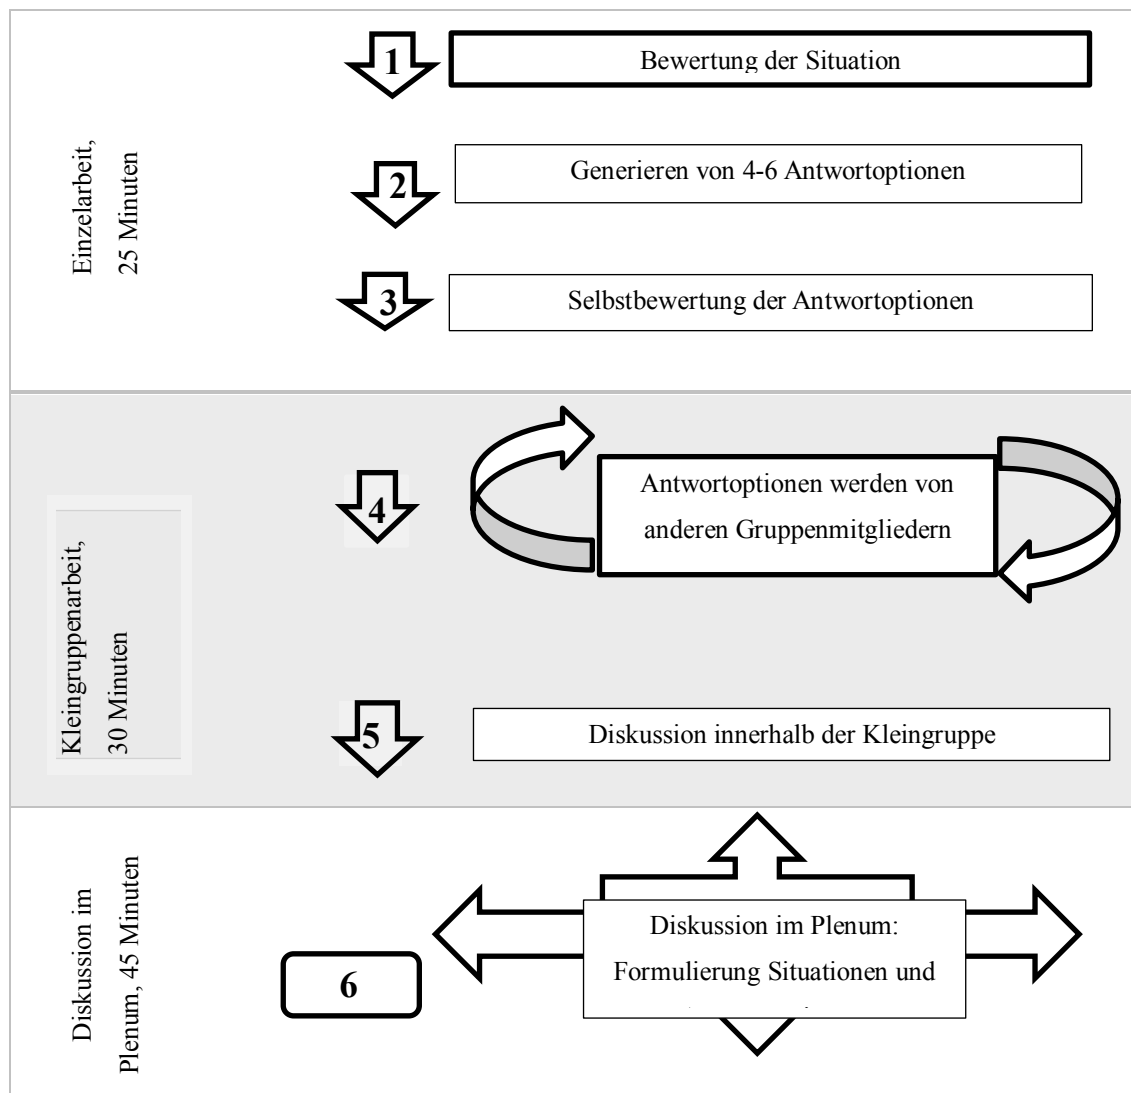 Einzelarbeit,
25 Minuten
1
Bewertung der Situation
2
Generieren von 4-6 Antwortoptionen
3
Selbstbewertung der Antwortoptionen
Kleingruppenarbeit,
30 Minuten
4
Antwortoptionen werden von
anderen Gruppenmitgliedern
5
Diskussion innerhalb der Kleingruppe
Diskussion im
Plenum, 45 Minuten
6
Diskussion im Plenum:
Formulierung Situationen und